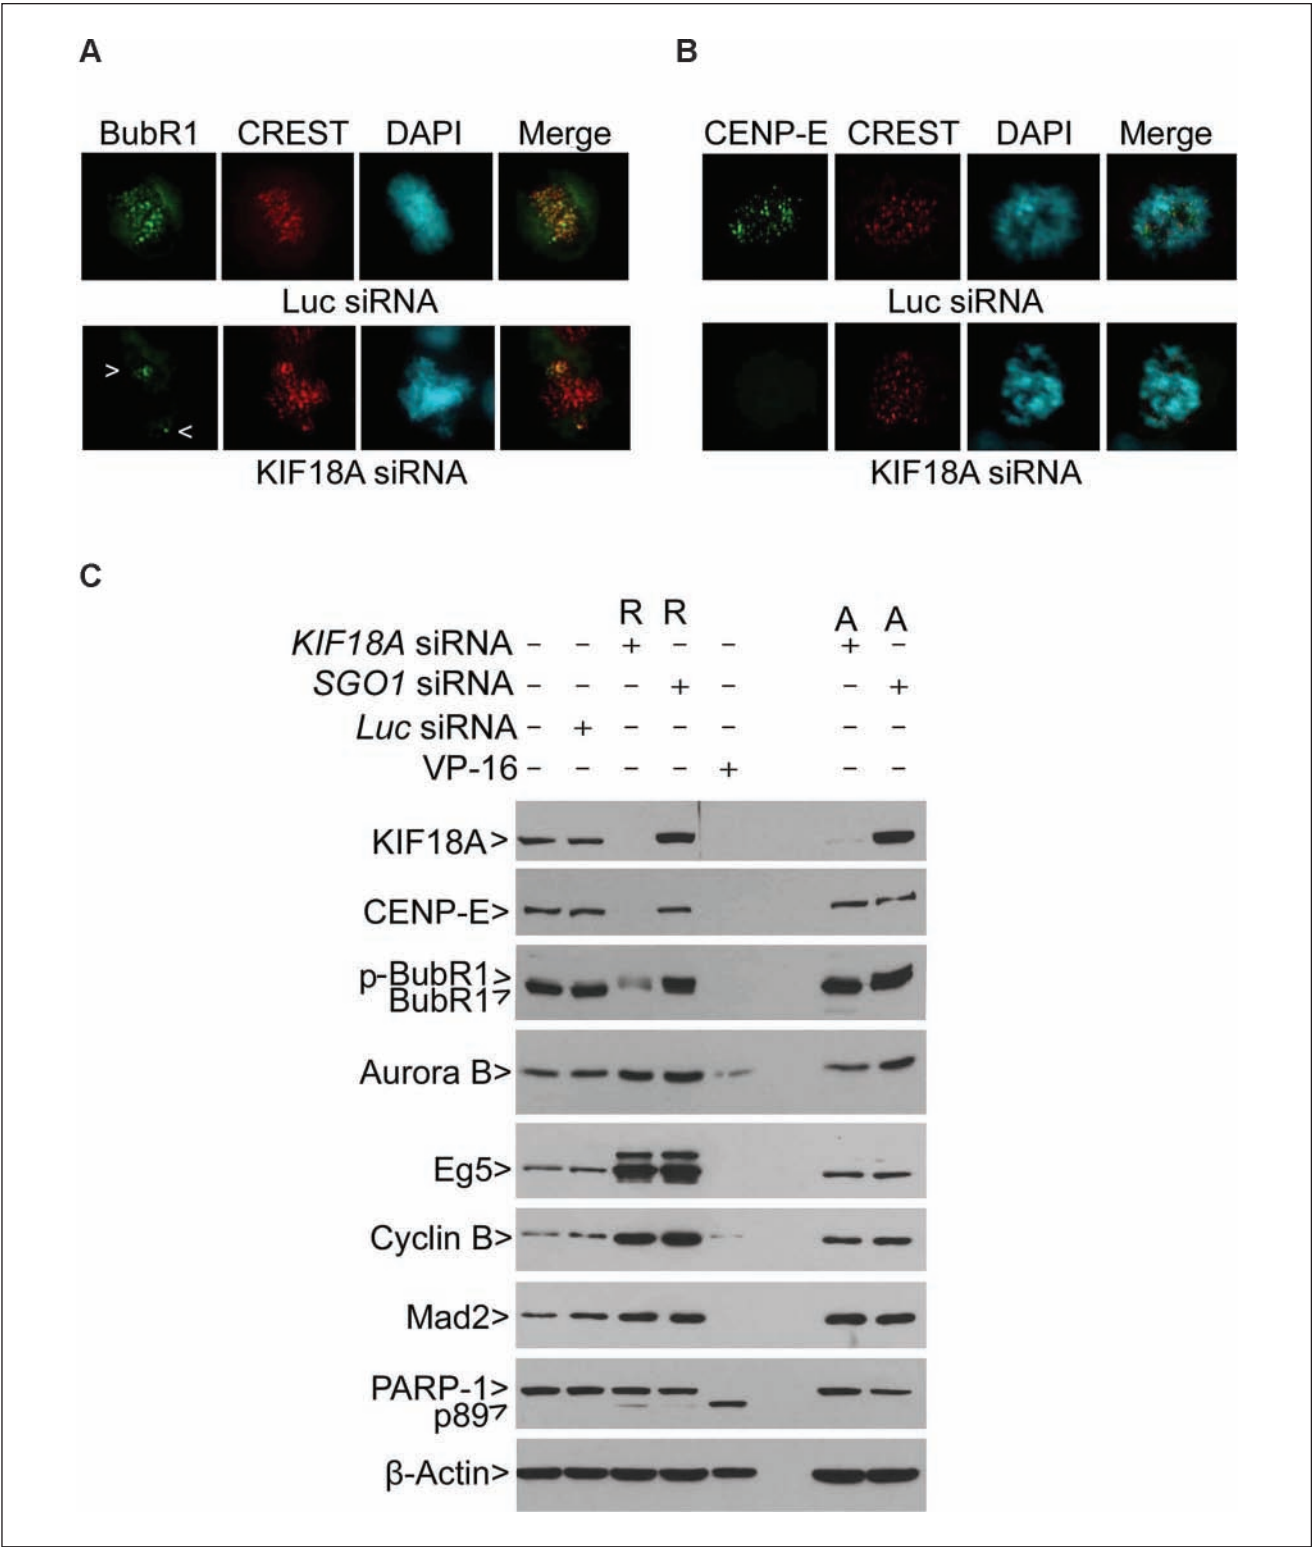 A
B
BubR1 CREST DAPI Merge
CENP-E CREST DAPI Merge
Luc siRNA
Luc siRNA
>
<
KIF18A siRNA
KIF18A siRNA
C
R R A A
KIF18A siRNA - - + - - + -
SGO1 siRNA - - - + - - +
Luc siRNA - + - - - - -
VP-16 - - - - + - -
KIF18A>
CENP-E>
p-BubR1>
BubR1>
Aurora B>
Eg5>
Cyclin B>
Mad2>
PARP-1>
p89>
β-Actin>